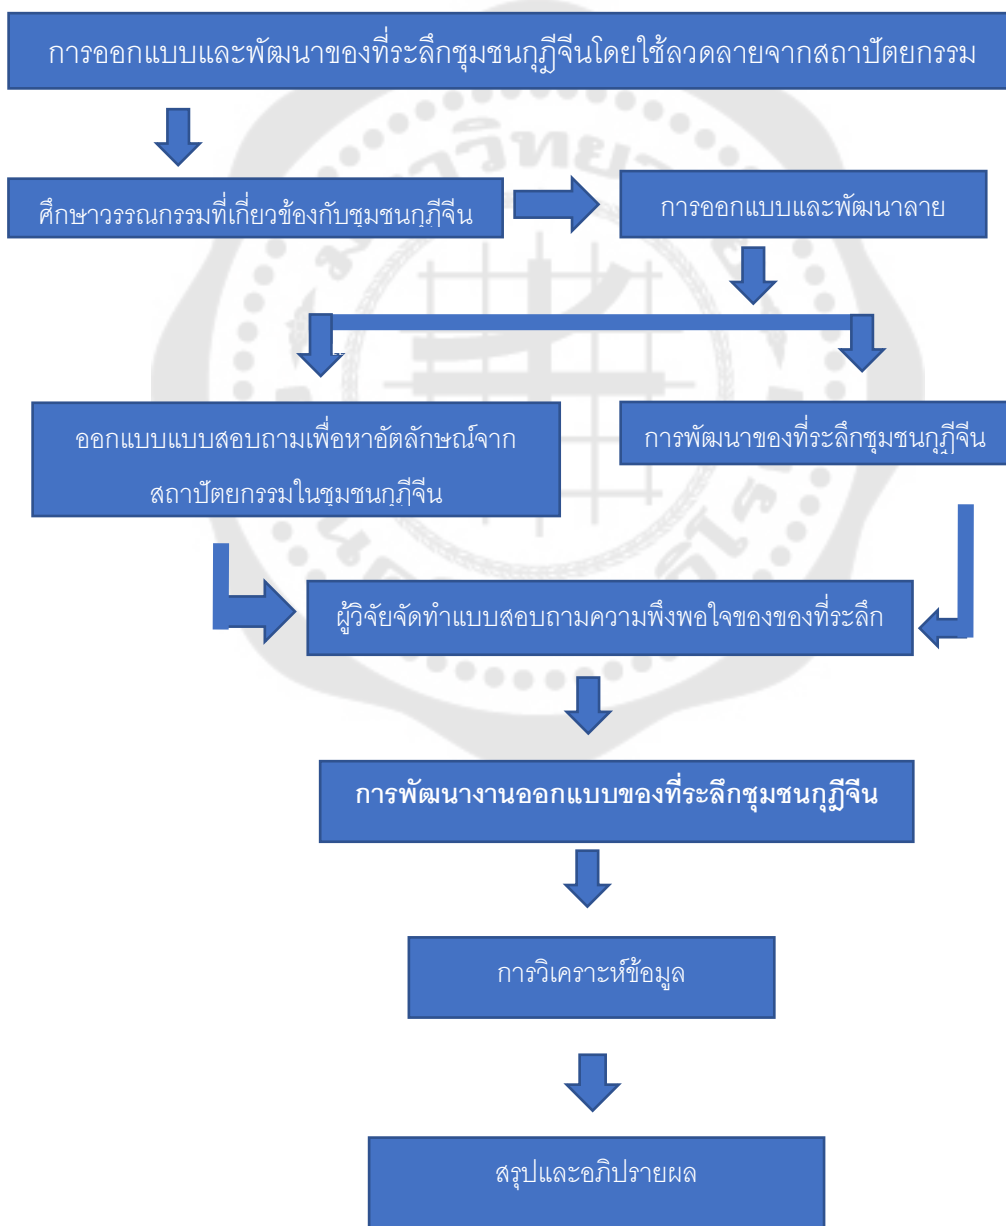 การออกแบบและพัฒนาของที่ระลึกชุมชนกุฎีจีนโดยใช้ลวดลายจากสถาปัตยกรรม
ศึกษาวรรณกรรมที่เกี่ยวข้องกับชุมชนกุฎีจีน
การออกแบบและพัฒนาลาย
ออกแบบแบบสอบถามเพื่อหาอัตลักษณ์จาก
สถาปัตยกรรมในชุมชนกุฎีจีน
การพัฒนาของที่ระลึกชุมชนกุฎีจีน
ผู้วิจัยจัดทำแบบสอบถามความพึงพอใจของของที่ระลึก
การพัฒนางานออกแบบของที่ระลึกชุมชนกุฎีจีน
การวิเคราะห์ข้อมูล
สรุปและอภิปรายผล